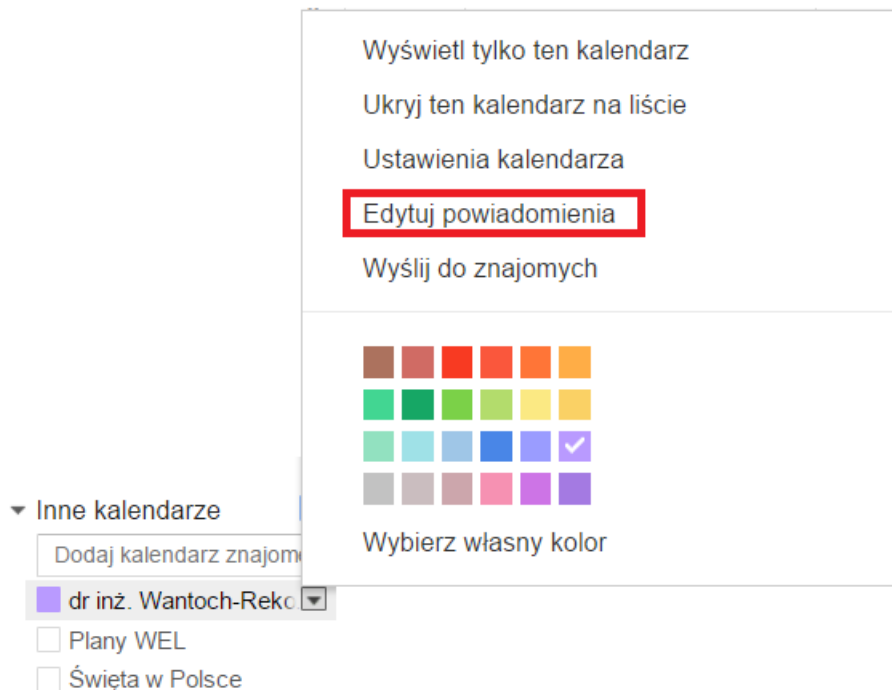 Wyświetl tylko ten kalendarz
Ukryj ten kalendarz na liście
Ustawienia kalendarza
Edytuj powiadomienia
Wyślij do znajomych
Wybierz własny kolor
Inne kalendarze
Dodaj kalendarz znajom
dr inż. Wantoch-Reko
Plany WEL
Święta w Polsce